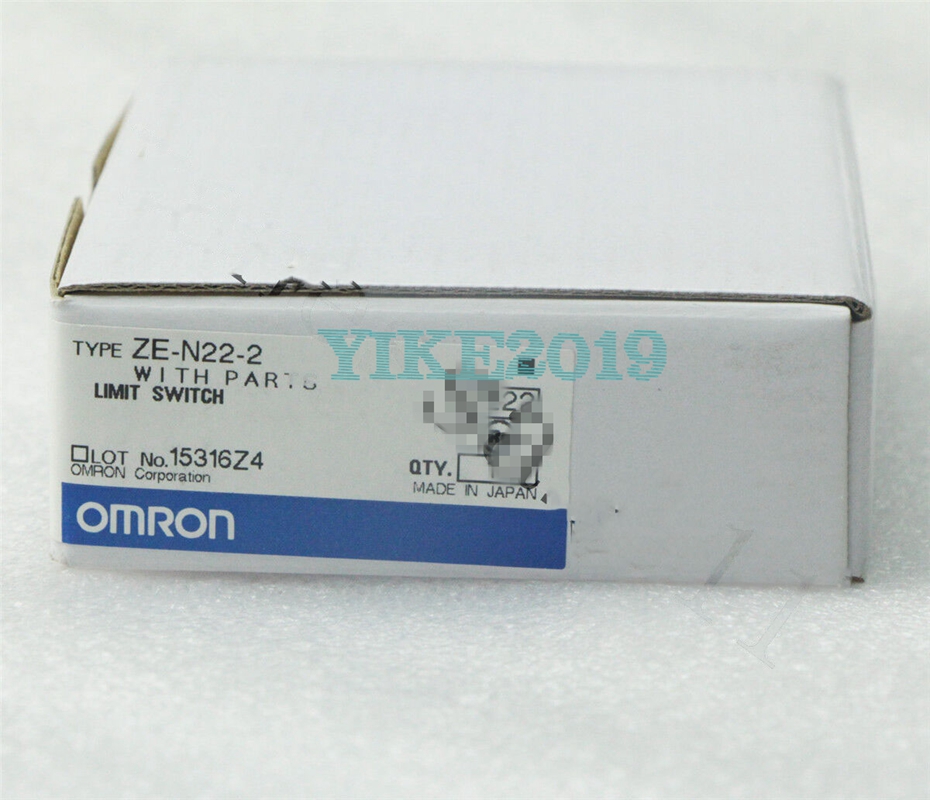 YIKE2019
TYPE ZE-N22-2
WITH PARTS
LIMIT SWITCH
22
□LOT No.15316Z4
QTY.
OMRON Corporation
MADE IN JAPAN
OMRON